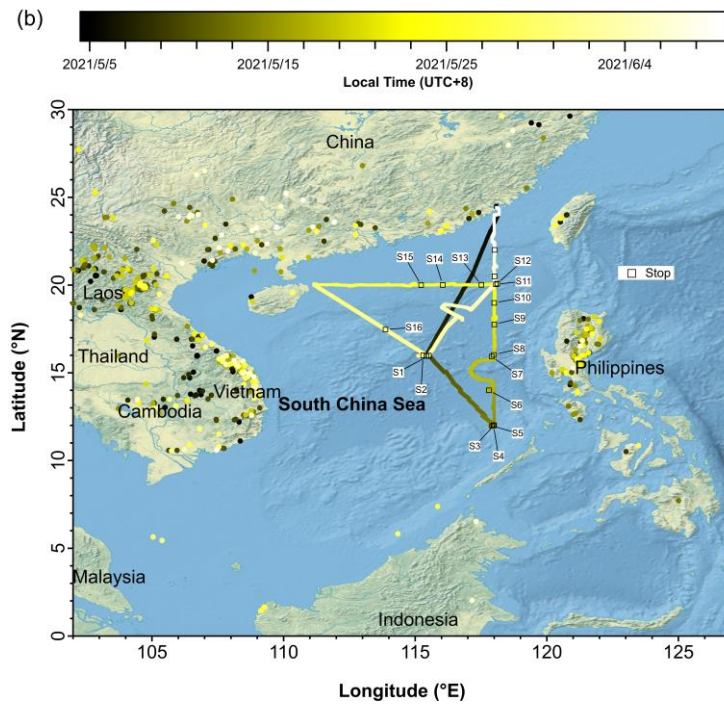 (b)
2021/5/5 2021/5/15 2021/5/25 2021/6/4
Local Time (UTC+8)
30
25
20
15
10
5
0
Latitude (°N)
China
S15 S14 S13 S12
S11
S10
S9
S16
S8
S7
S1
S2
S6
S3
S5
S4
Stop
Laos
Thailand
Vietnam
Cambodia
South China Sea
Philippines
Malaysia
Indonesia
105 110 115 120 125
Longitude (°E)